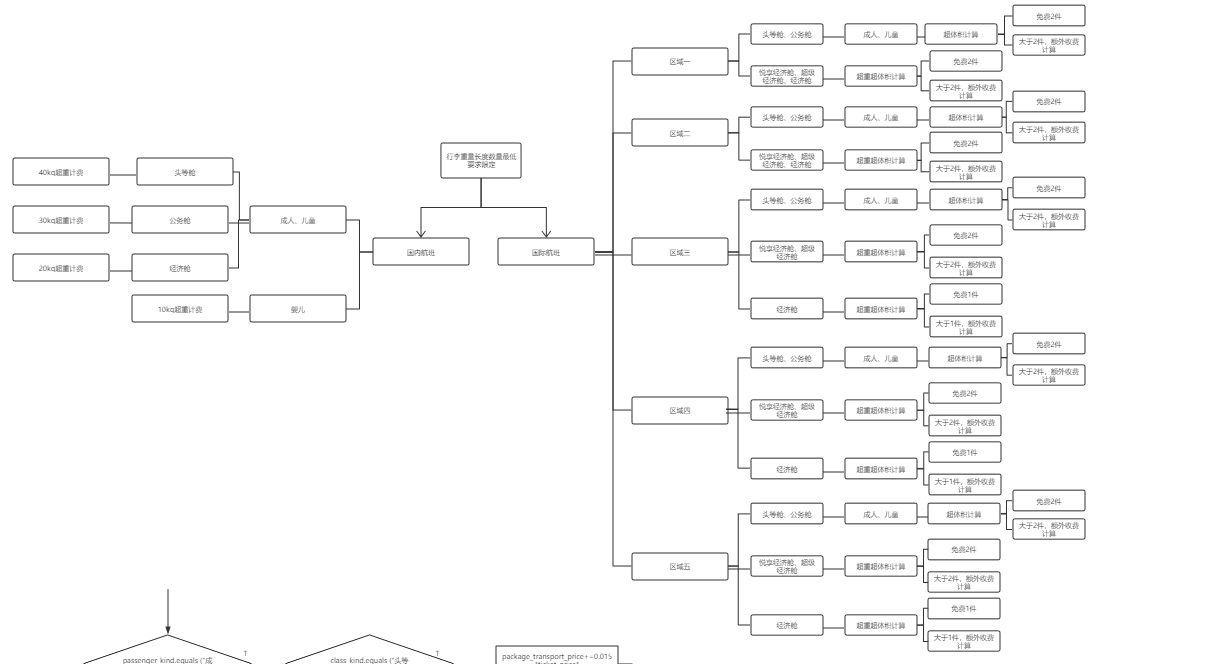 行李重量长度数量最低
要求限定
国内航班
国际航班
成人、儿童
婴儿
头等舱
公务舱
经济舱
40kg超重计费
30kg超重计费
20kg超重计费
10kg超重计费
区域一
头等舱、公务舱
成人、儿童
超体积计算
免费2件
大于2件，额外收费
计算
悦享经济舱、超级
经济舱、经济舱
超重超体积计算
免费2件
大于2件，额外收费
计算
区域二
头等舱、公务舱
成人、儿童
超体积计算
免费2件
大于2件，额外收费
计算
悦享经济舱、超级
经济舱、经济舱
超重超体积计算
免费2件
大于2件，额外收费
计算
区域三
头等舱、公务舱
成人、儿童
超体积计算
免费2件
大于2件，额外收费
计算
悦享经济舱、超级
经济舱
超重超体积计算
免费2件
大于2件，额外收费
计算
经济舱
超重超体积计算
免费1件
大于1件，额外收费
计算
区域四
头等舱、公务舱
成人、儿童
超体积计算
免费2件
大于2件，额外收费
计算
悦享经济舱、超级
经济舱
超重超体积计算
免费2件
大于2件，额外收费
计算
经济舱
超重超体积计算
免费1件
大于1件，额外收费
计算
区域五
头等舱、公务舱
成人、儿童
超体积计算
免费2件
大于2件，额外收费
计算
悦享经济舱、超级
经济舱
超重超体积计算
免费2件
大于2件，额外收费
计算
经济舱
超重超体积计算
免费1件
大于1件，额外收费
计算
passenger_kind.equals ("成
T
class_kind.equals ("头等
T
package_transport_price+=0.015